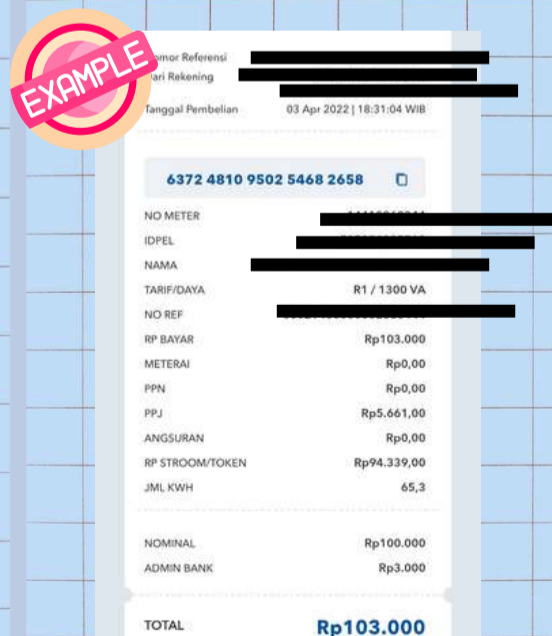 EXAMPLE
Nomor Referensi
Dari Rekening
Tanggal Pembelian 03 Apr 2022 | 18:31:04 WIB
6372 4810 9502 5468 2658
NO METER
IDPEL
NAMA
TARIF/DAYA R1 / 1300 VA
NO REF
RP BAYAR Rp103.000
METERAI Rp0,00
PPN Rp0,00
PPJ Rp5.661,00
ANGSURAN Rp0,00
RP STROOM/TOKEN Rp94.339,00
JML KWH 65,3
NOMINAL Rp100.000
ADMIN BANK Rp3.000
TOTAL Rp103.000